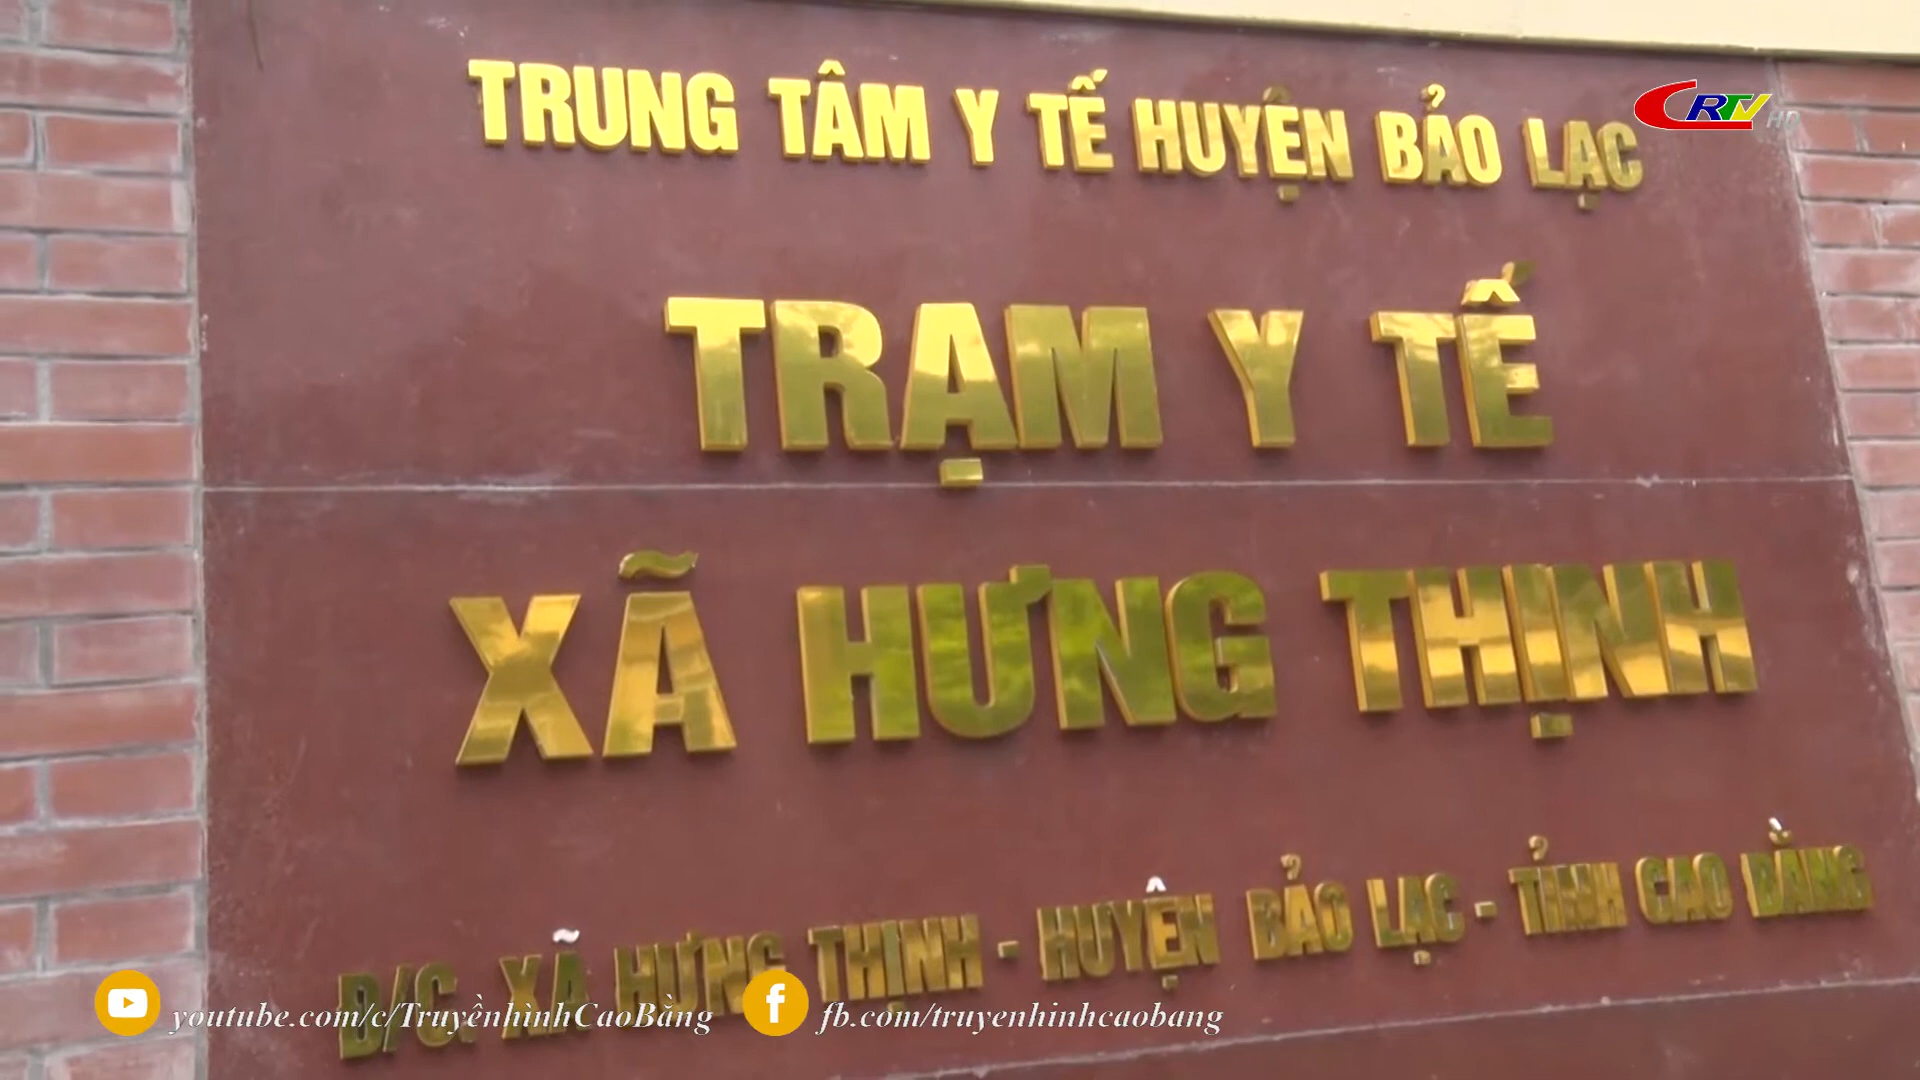 TRUNG TÂM Y TẾ HUYỆN BẢO LẠC
CRTV HD
TRẠM Y TẾ
XÃ HƯNG THỊNH
Đ/C. XÃ HƯNG THỊNH - HUYỆN BẢO LẠC - TỈNH CAO BẰNG
youtube.com/c/TruyềnhìnhCaoBằng
fb.com/truyenhinhcaobang